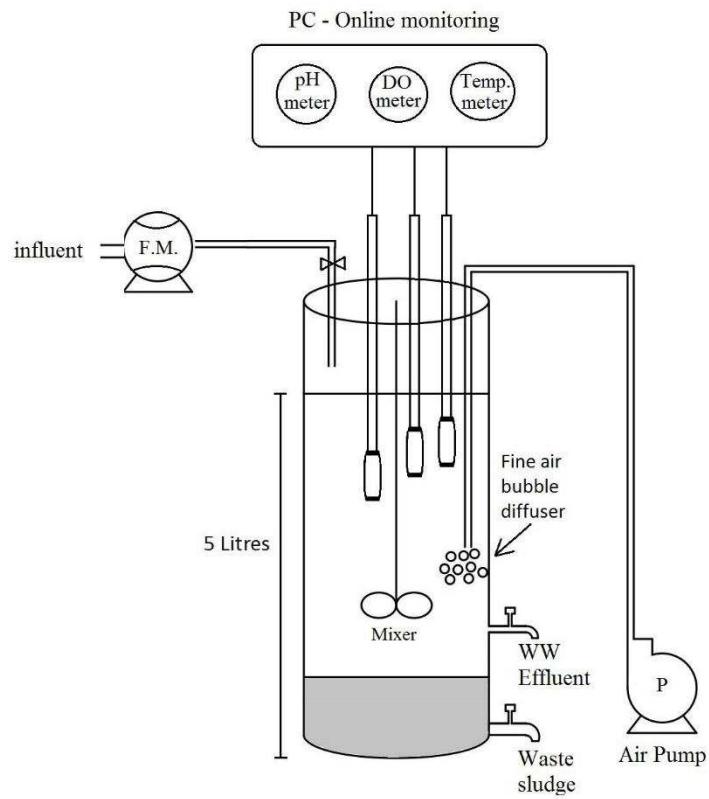 PC - Online monitoring
pH
meter
DO
meter
Temp.
meter
influent
F.M.
Fine air
bubble
diffuser
5 Litres
Mixer
WW
Effluent
P
Waste
sludge
Air Pump